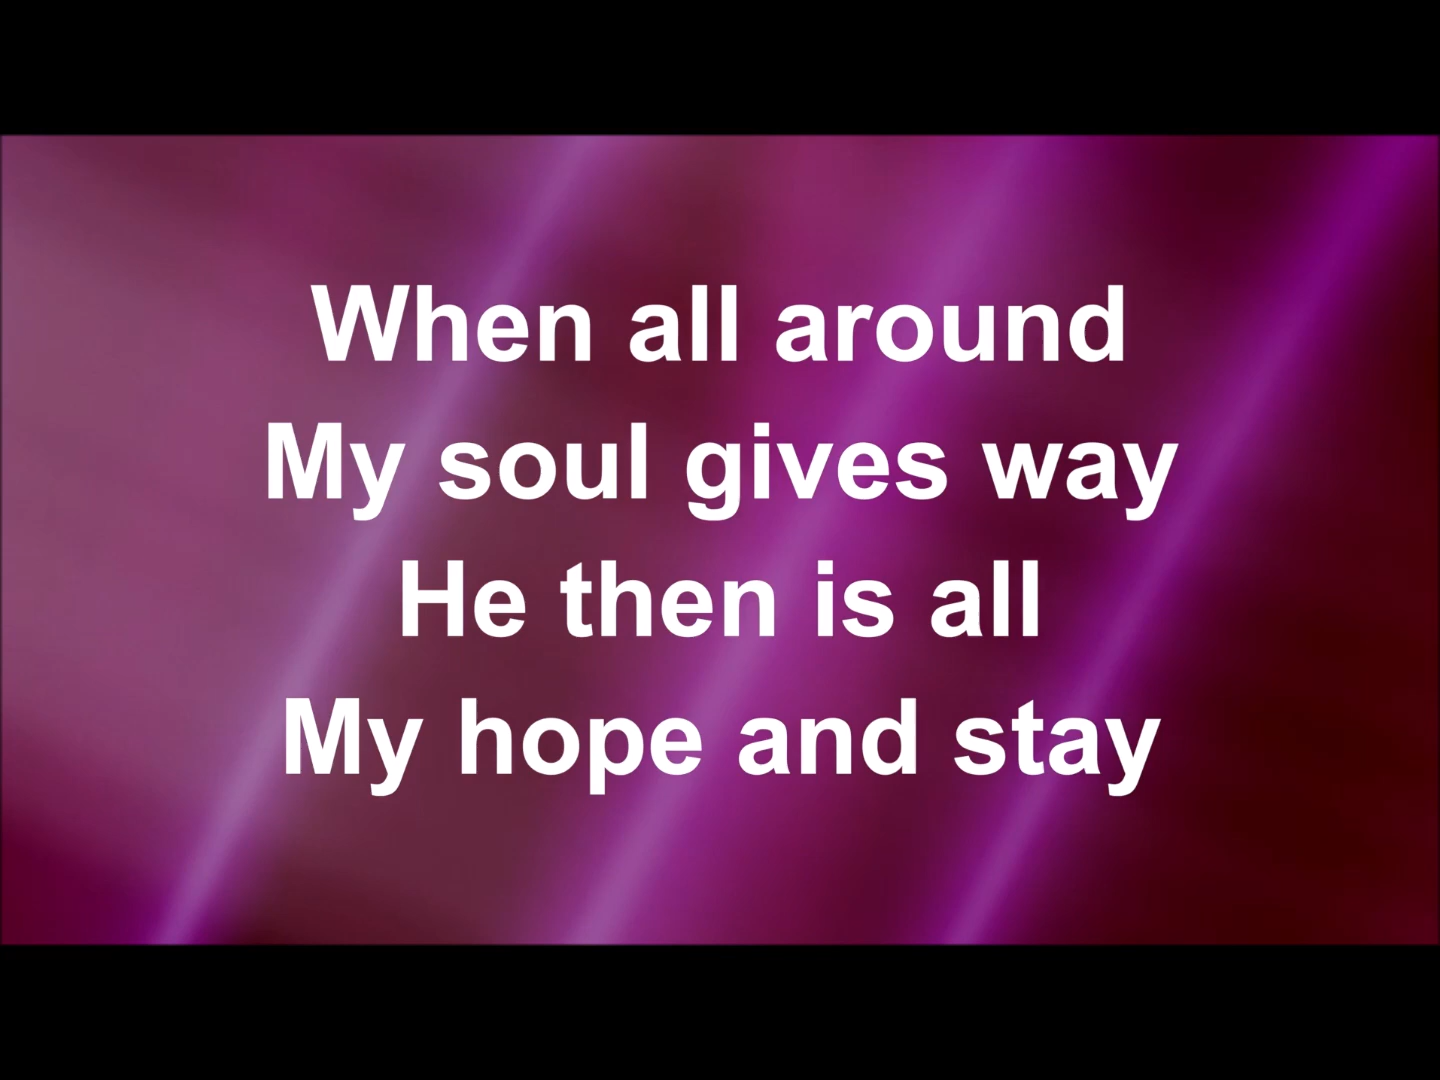 When all around
My soul gives way
He then is all
My hope and stay